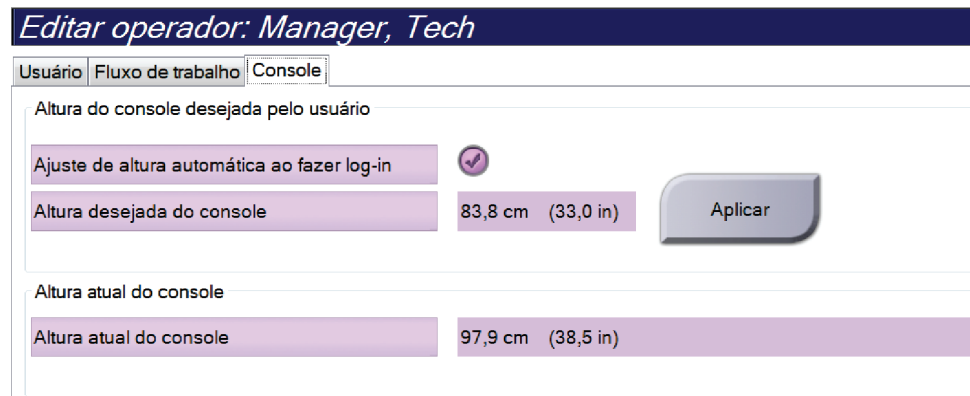 Editar operador: Manager, Tech
Usuário Fluxo de trabalho Console
Altura do console desejada pelo usuário
Ajuste de altura automática ao fazer log-in
Altura desejada do console 83,8 cm (33,0 in) Aplicar
Altura atual do console
Altura atual do console 97,9 cm (38,5 in)